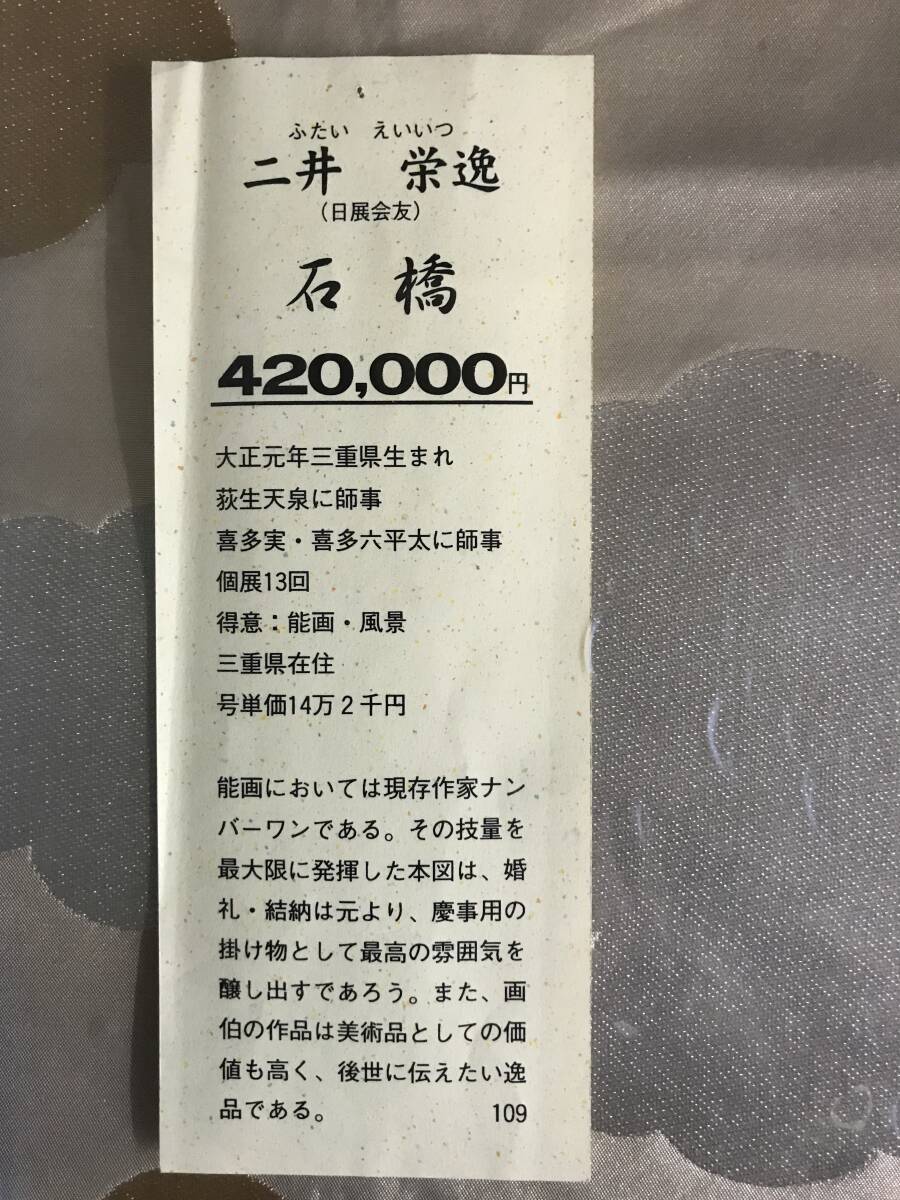 ふたい えいいつ
二井 栄逸
(日展会友)
石橋
420,000円
大正元年三重県生まれ
荻生天泉に師事
喜多実・喜多六平太に師事
個展13回
得意：能画・風景
三重県在住
号単価14万２千円
能画においては現存作家ナン
バーワンである。その技量を
最大限に発揮した本図は、婚
礼・結納は元より、慶事用の
掛け物として最高の雰囲気を
醸し出すであろう。また、画
伯の作品は美術品としての価
値も高く、後世に伝えたい逸
品である。 109